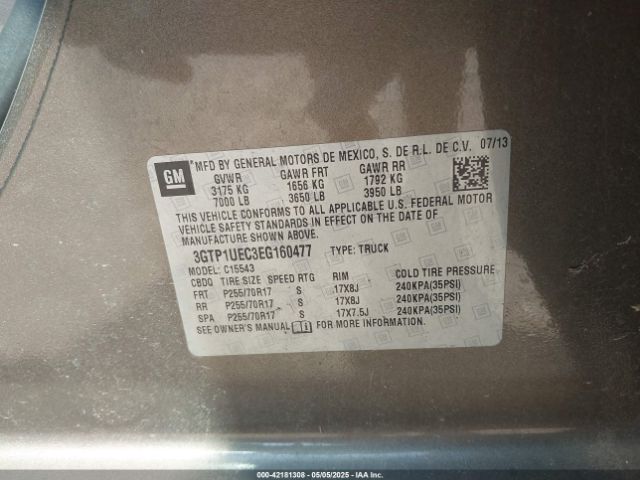 GM
*MFD BY GENERAL MOTORS DE MEXICO, S. DE R.L. DE C.V. 07/13
GVWR GAWR FRT GAWR RR
3175 KG 1656 KG 1792 KG
7000 LB 3650 LB 3950 LB
THIS VEHICLE CONFORMS TO ALL APPLICABLE U.S. FEDERAL MOTOR
VEHICLE SAFETY STANDARDS IN EFFECT ON THE DATE OF
MANUFACTURE SHOWN ABOVE.
3GTP1UEC3EG160477 TYPE: TRUCK
MODEL: C15543
CBDQ TIRE SIZE SPEED RTG RIM COLD TIRE PRESSURE
FRT P255/70R17 S 17X8J 240KPA(35PSI)
RR P255/70R17 S 17X8J 240KPA(35PSI)
SPA P255/70R17 S 17X7.5J 240KPA(35PSI)
SEE OWNER'S MANUAL FOR MORE INFORMATION.
000-42181308 - 05/05/2025 - IAA Inc.